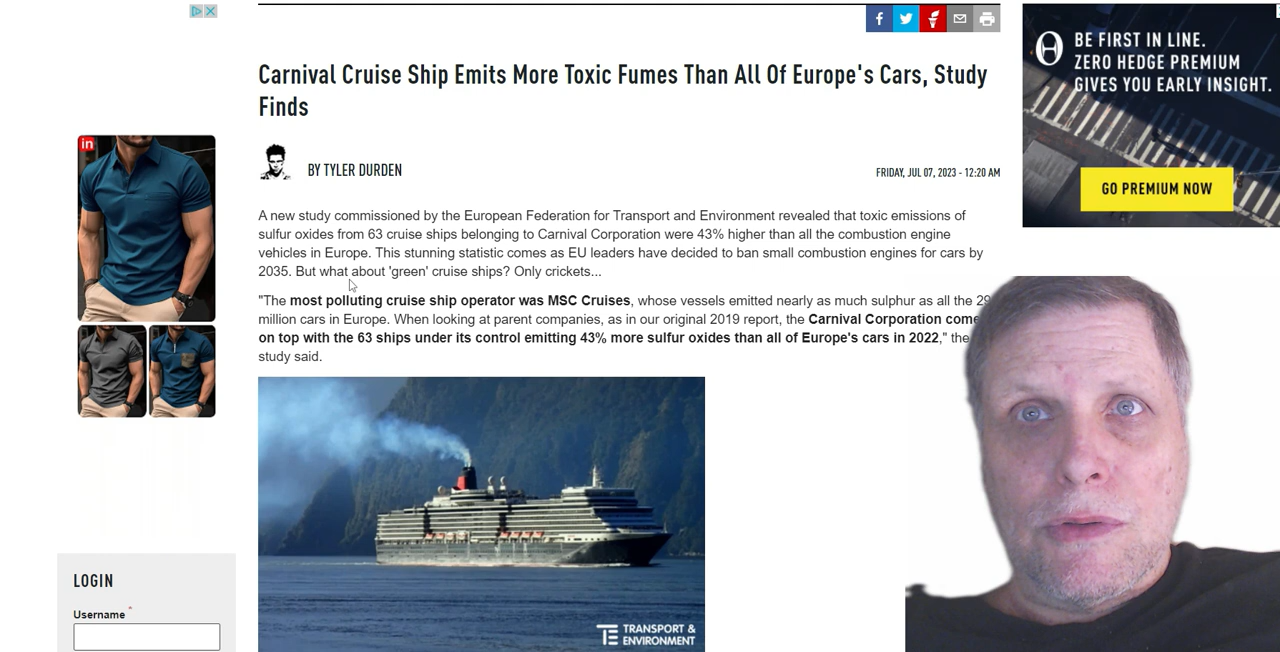 Carnival Cruise Ship Emits More Toxic Fumes Than All Of Europe's Cars, Study
Finds
BY TYLER DURDEN
FRIDAY, JUL 07, 2023 - 12:20 AM
A new study commissioned by the European Federation for Transport and Environment revealed that toxic emissions of
sulfur oxides from 63 cruise ships belonging to Carnival Corporation were 43% higher than all the combustion engine
vehicles in Europe. This stunning statistic comes as EU leaders have decided to ban small combustion engines for cars by
2035. But what about 'green' cruise ships? Only crickets...
"The most polluting cruise ship operator was MSC Cruises, whose vessels emitted nearly as much sulphur as all the 29
million cars in Europe. When looking at parent companies, as in our original 2019 report, the Carnival Corporation come
on top with the 63 ships under its control emitting 43% more sulfur oxides than all of Europe's cars in 2022," the
study said.
TRANSPORT &
ENVIRONMENT
BE FIRST IN LINE.
ZERO HEDGE PREMIUM
GIVES YOU EARLY INSIGHT.
GO PREMIUM NOW
in
LOGIN
Username *